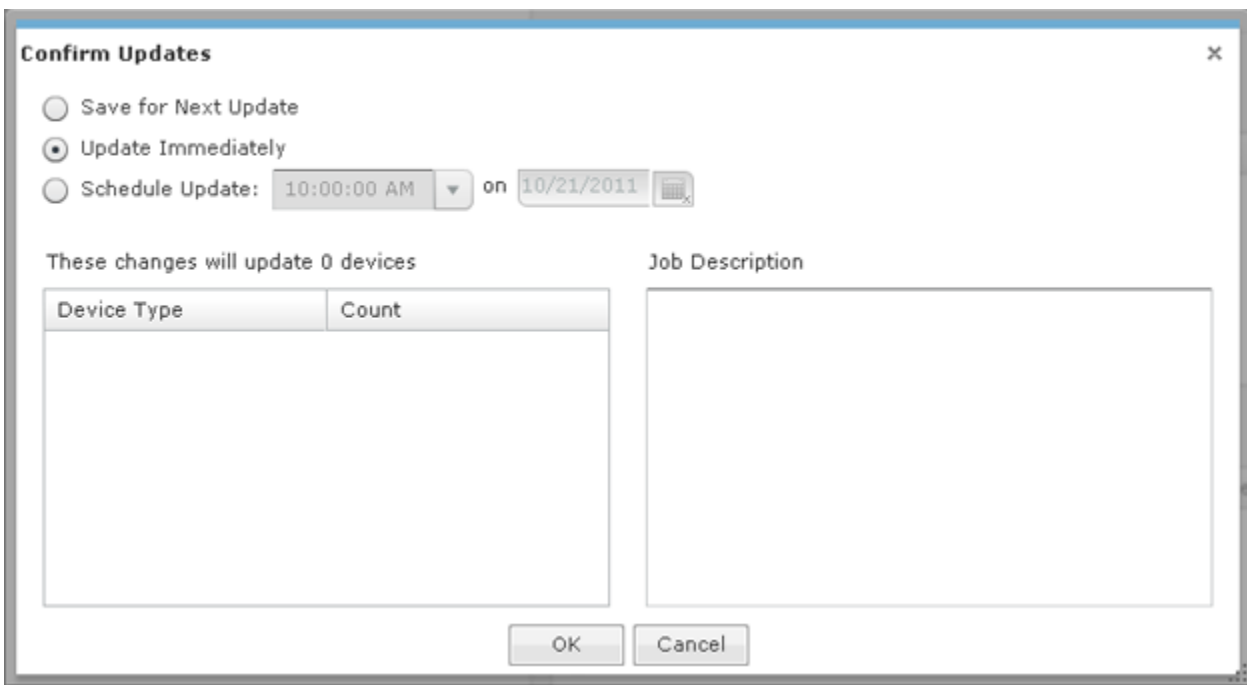 Confirm Updates
Save for Next Update
Update Immediately
Schedule Update: 10:00:00 AM on 10/21/2011
These changes will update 0 devices
Job Description
Device Type Count
OK Cancel